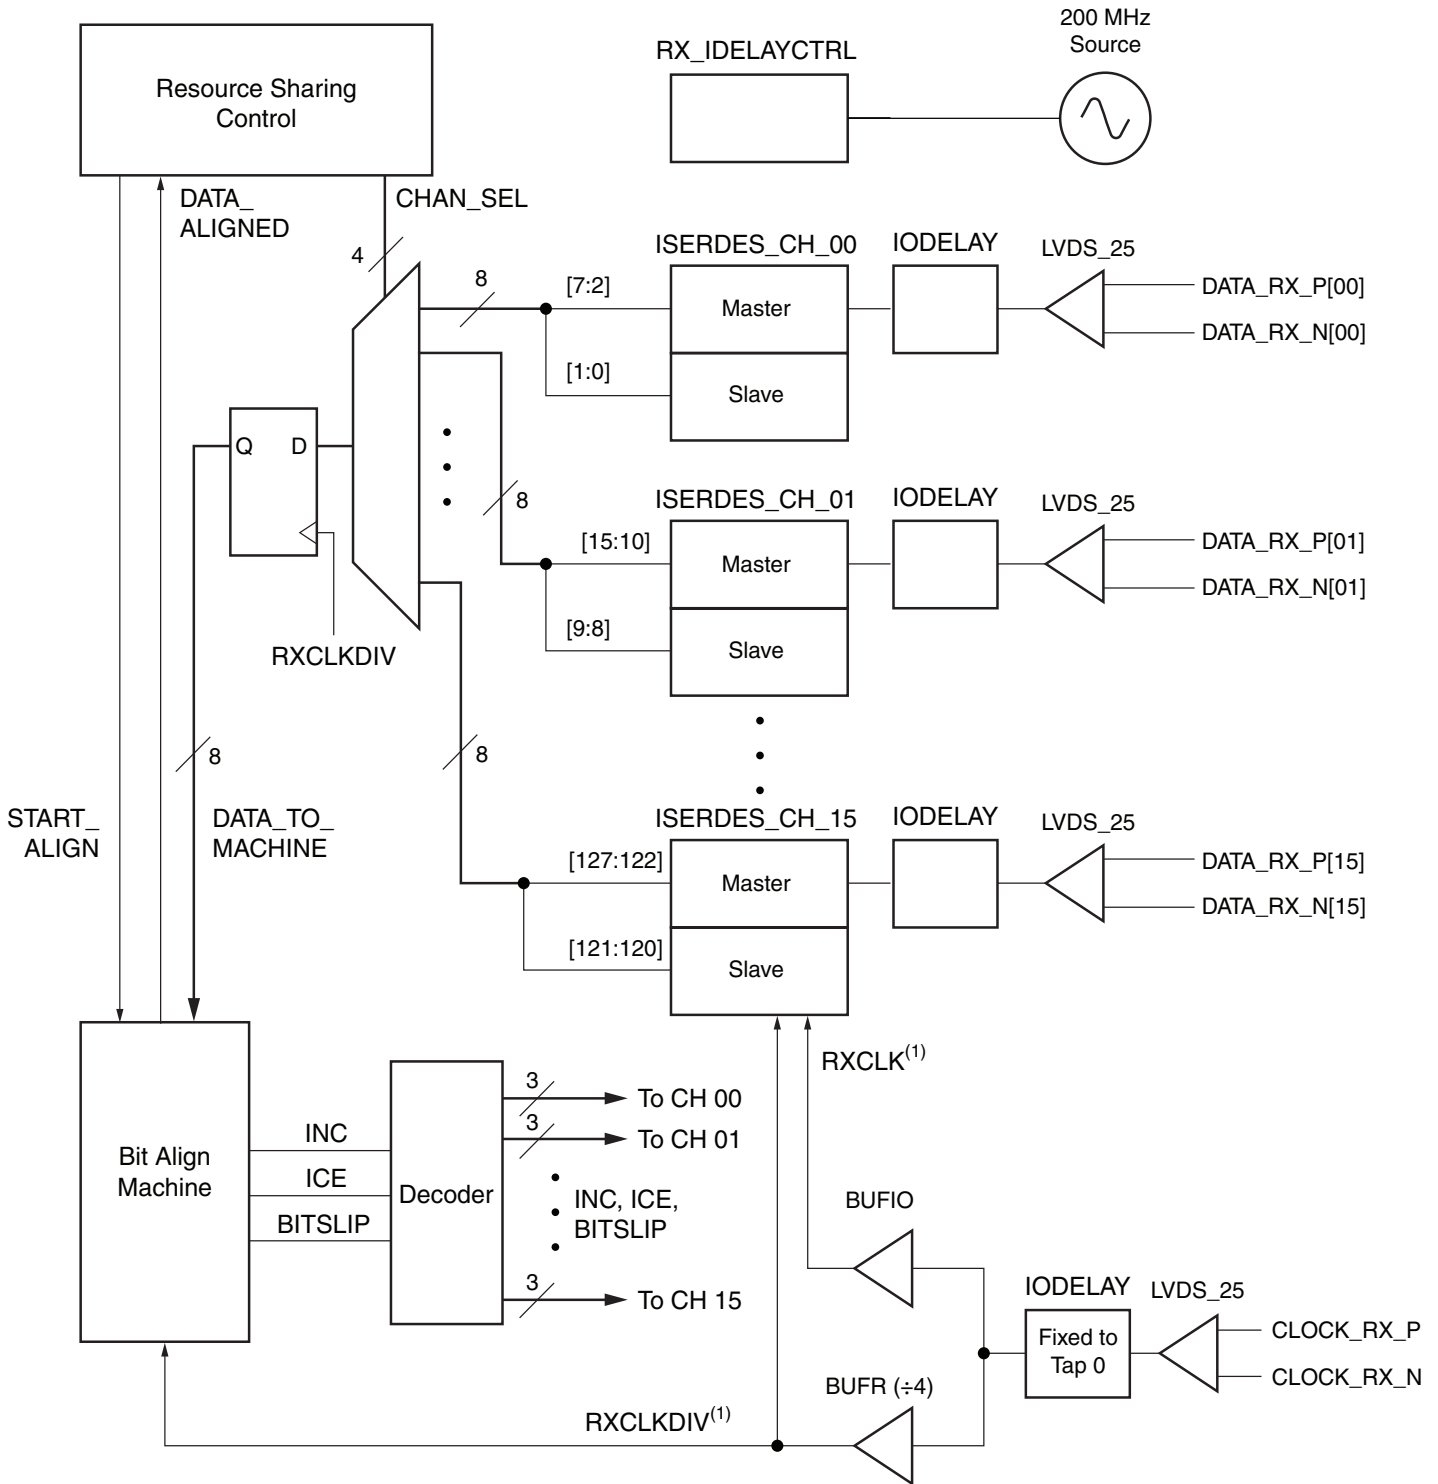 200 MHz
Source
RX_IDELAYCTRL
Resource Sharing
Control
DATA_
ALIGNED
CHAN_SEL
4
ISERDES_CH_00
IODELAY
LVDS_25
8
[7:2]
Master
DATA_RX_P[00]
DATA_RX_N[00]
[1:0]
Slave
Q
D
8
ISERDES_CH_01
IODELAY
LVDS_25
[15:10]
Master
DATA_RX_P[01]
DATA_RX_N[01]
[9:8]
Slave
RXCLKDIV
8
8
START_
ALIGN
DATA_TO_
MACHINE
ISERDES_CH_15
IODELAY
LVDS_25
[127:122]
Master
DATA_RX_P[15]
DATA_RX_N[15]
[121:120]
Slave
RXCLK(1)
3
To CH 00
3
To CH 01
INC
Bit Align
Machine
ICE
Decoder
INC, ICE,
BITSLIP
BITSLIP
BUFIO
3
To CH 15
IODELAY
LVDS_25
Fixed to
Tap 0
CLOCK_RX_P
CLOCK_RX_N
BUFR (÷4)
RXCLKDIV(1)